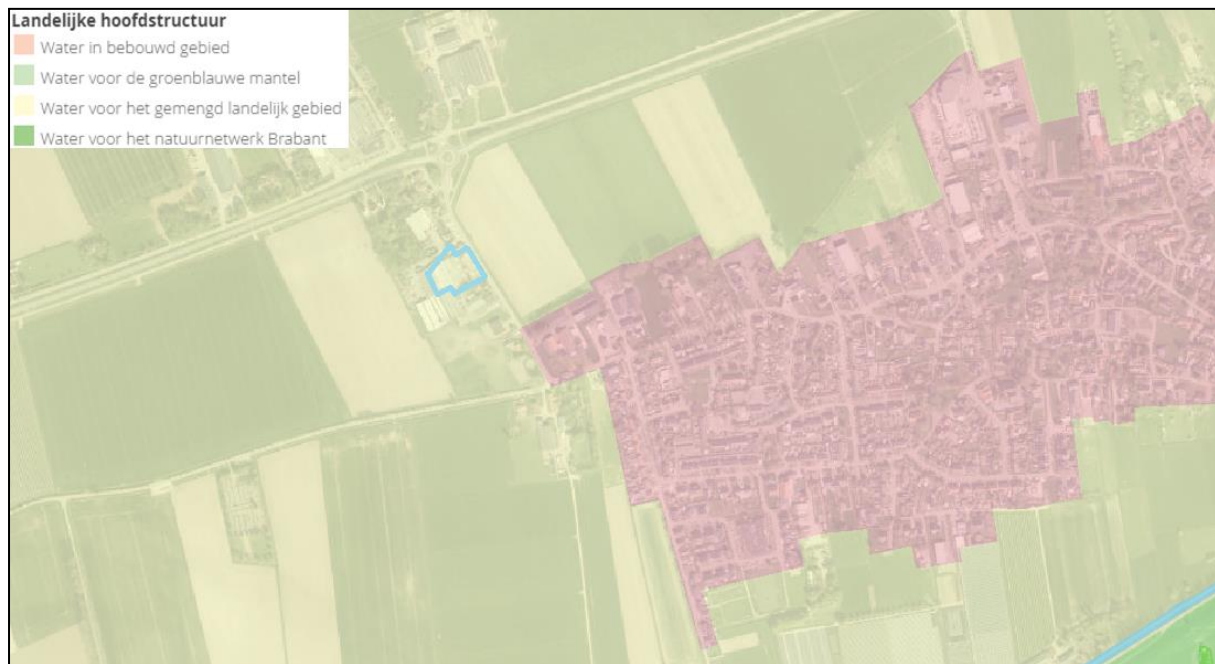 Landelijke hoofdstructuur
Water in bebouwd gebied
Water voor de groenblauwe mantel
Water voor het gemengd landelijk gebied
Water voor het natuurnetwerk Brabant